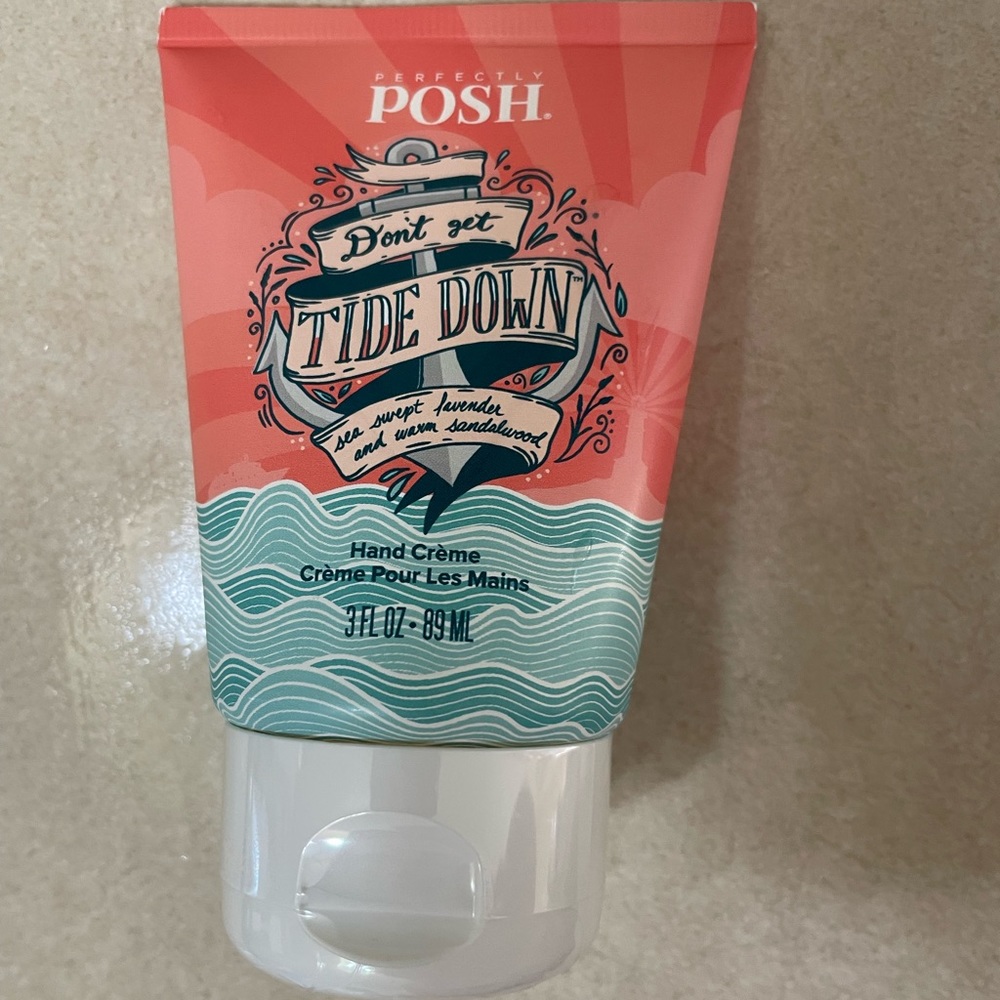 PERFECTLY
POSH®
Don't get
TIDE DOWN™
sea swept lavender
and warm sandalwood
Hand Crème
Crème Pour Les Mains
3 FL OZ • 89 ML